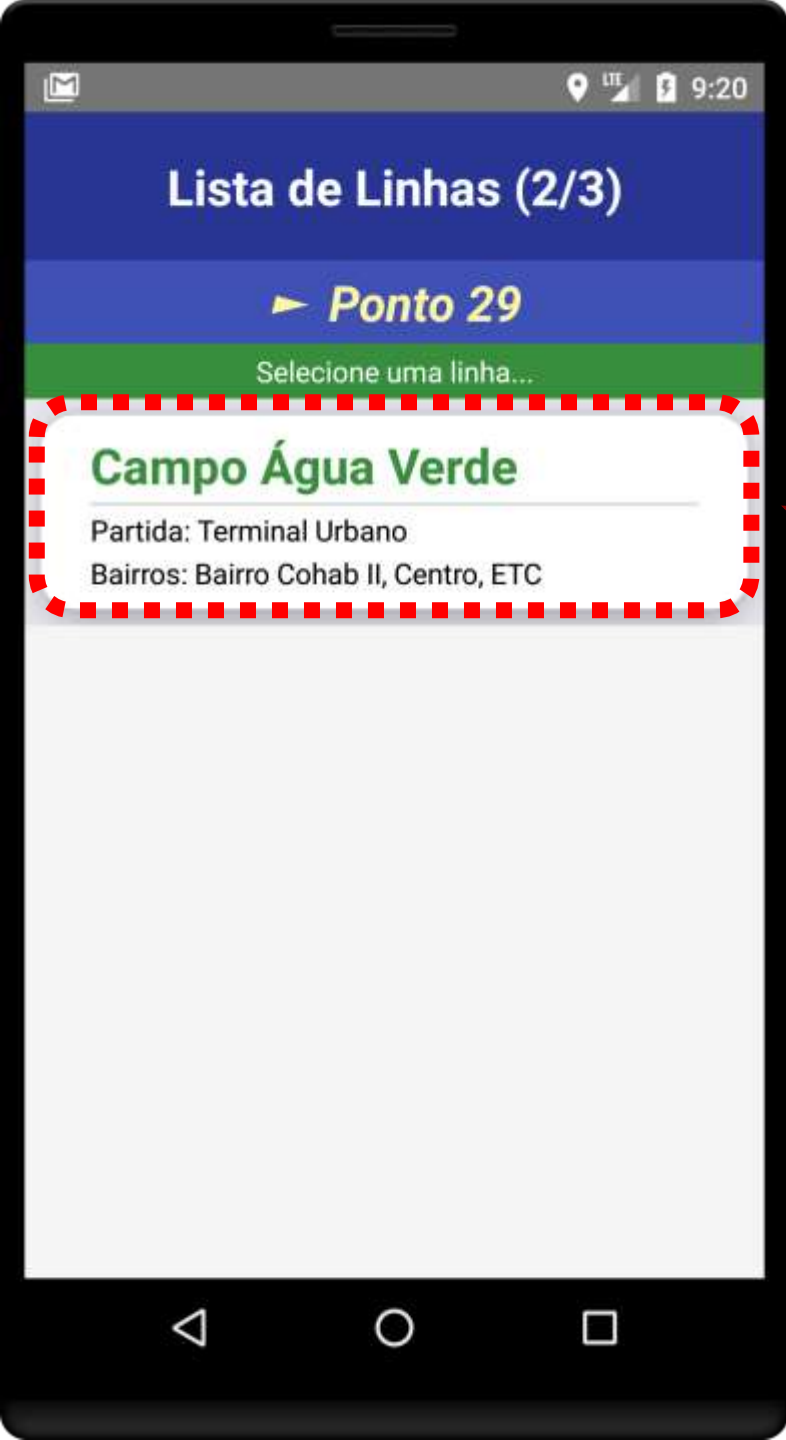 LTE 9:20
Lista de Linhas (2/3)
► Ponto 29
Selecione uma linha...
Campo Água Verde
Partida: Terminal Urbano
Bairros: Bairro Cohab II, Centro, ETC